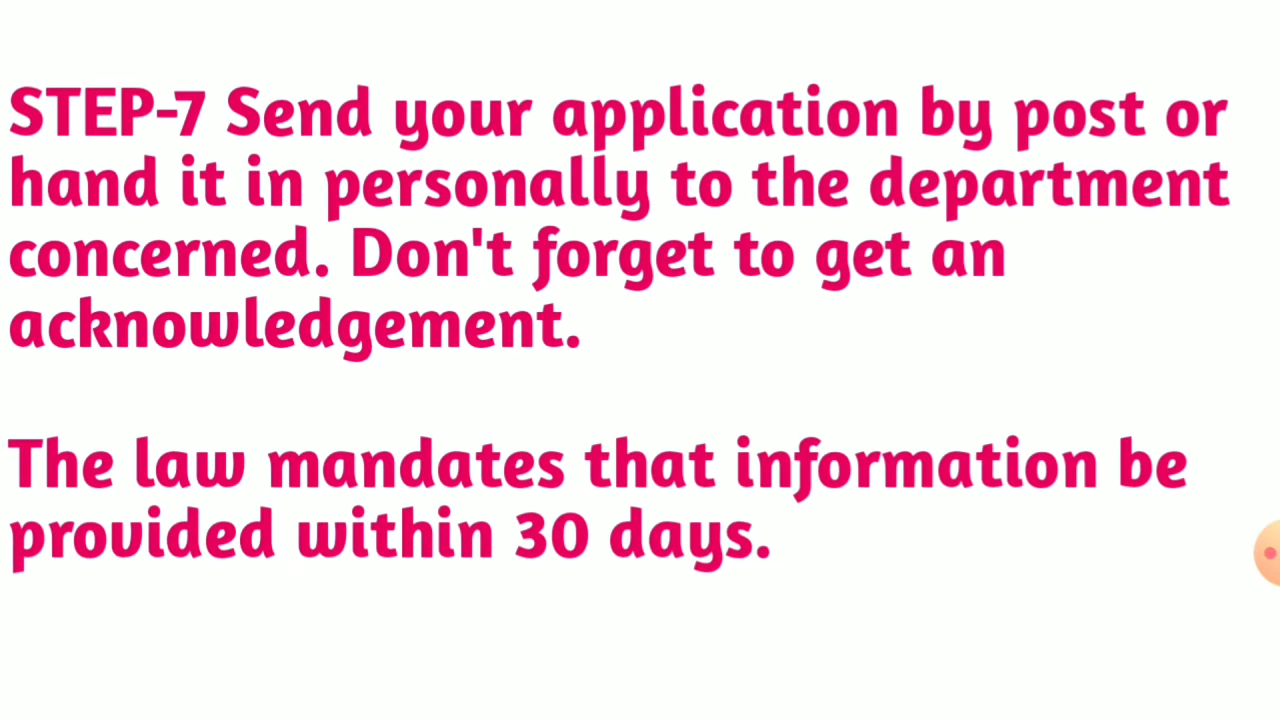 STEP-7 Send your application by post or
hand it in personally to the department
concerned. Don't forget to get an
acknowledgement.
The law mandates that information be
provided within 30 days.